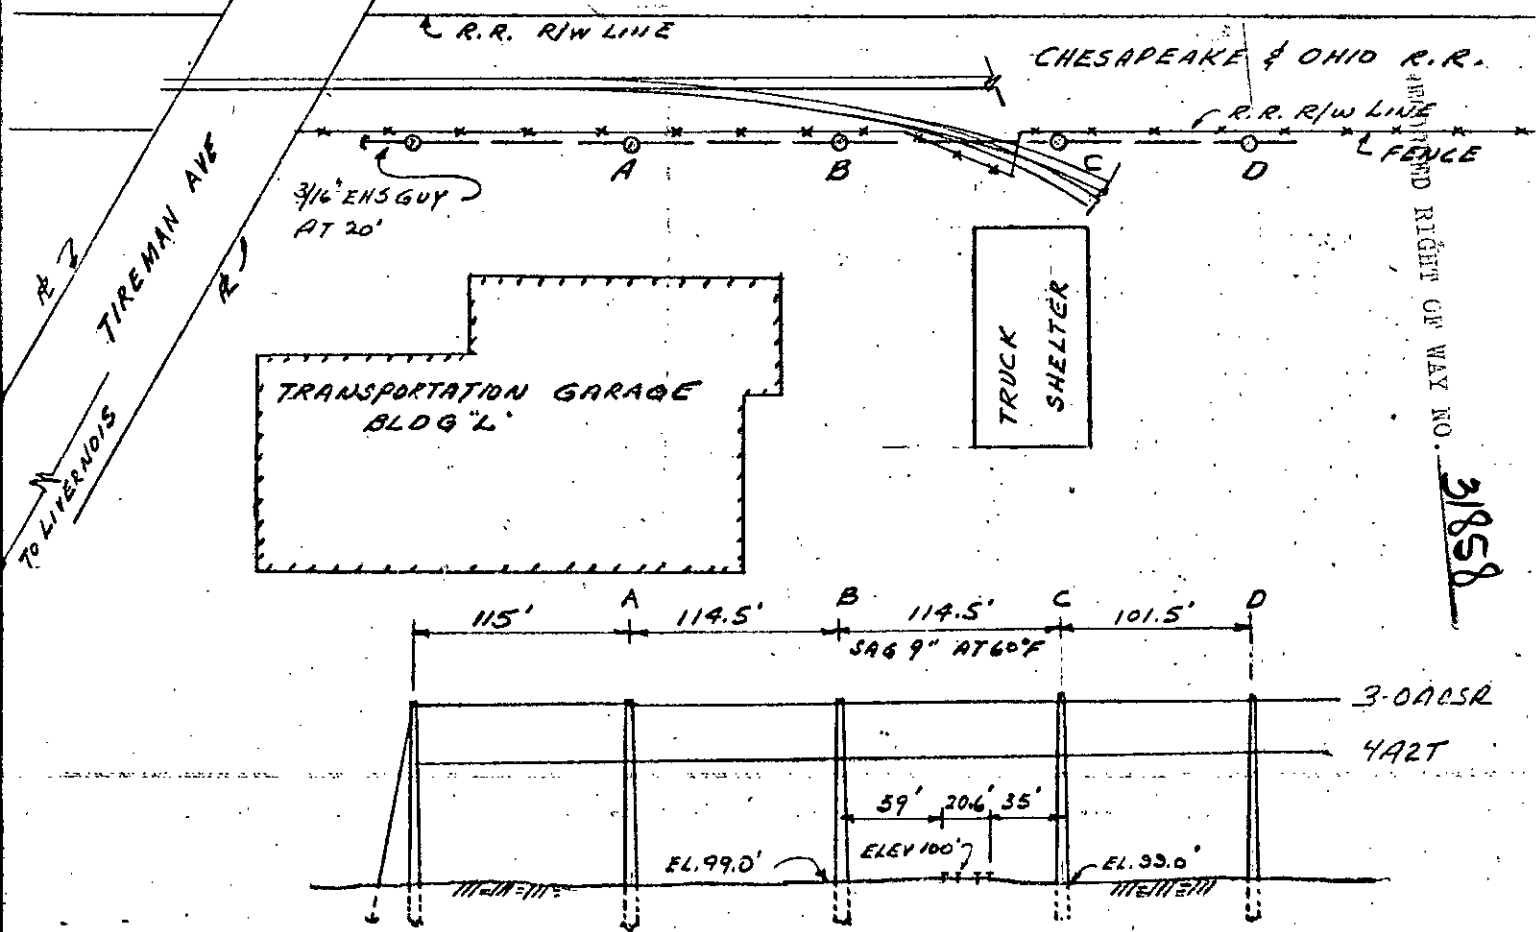 R.R. R/W LINE
CHESAPEAKE & OHIO R.R.
R.R. R/W LINE
FENCE
A
B
C
D
3/16" EHS GUY
AT 20'
TIREMAN AVE
TO LIVERNOIS
TRANSPORTATION GARAGE
BLDG "L"
TRUCK
SHELTER
RIGHT OF WAY NO. 31858
A
B
C
D
115'
114.5'
114.5'
101.5'
SAG 9" AT 60°F
3-0ACSR
4A2T
59'
20.6'
35'
EL. 99.0'
ELEV 100'
EL. 99.0'